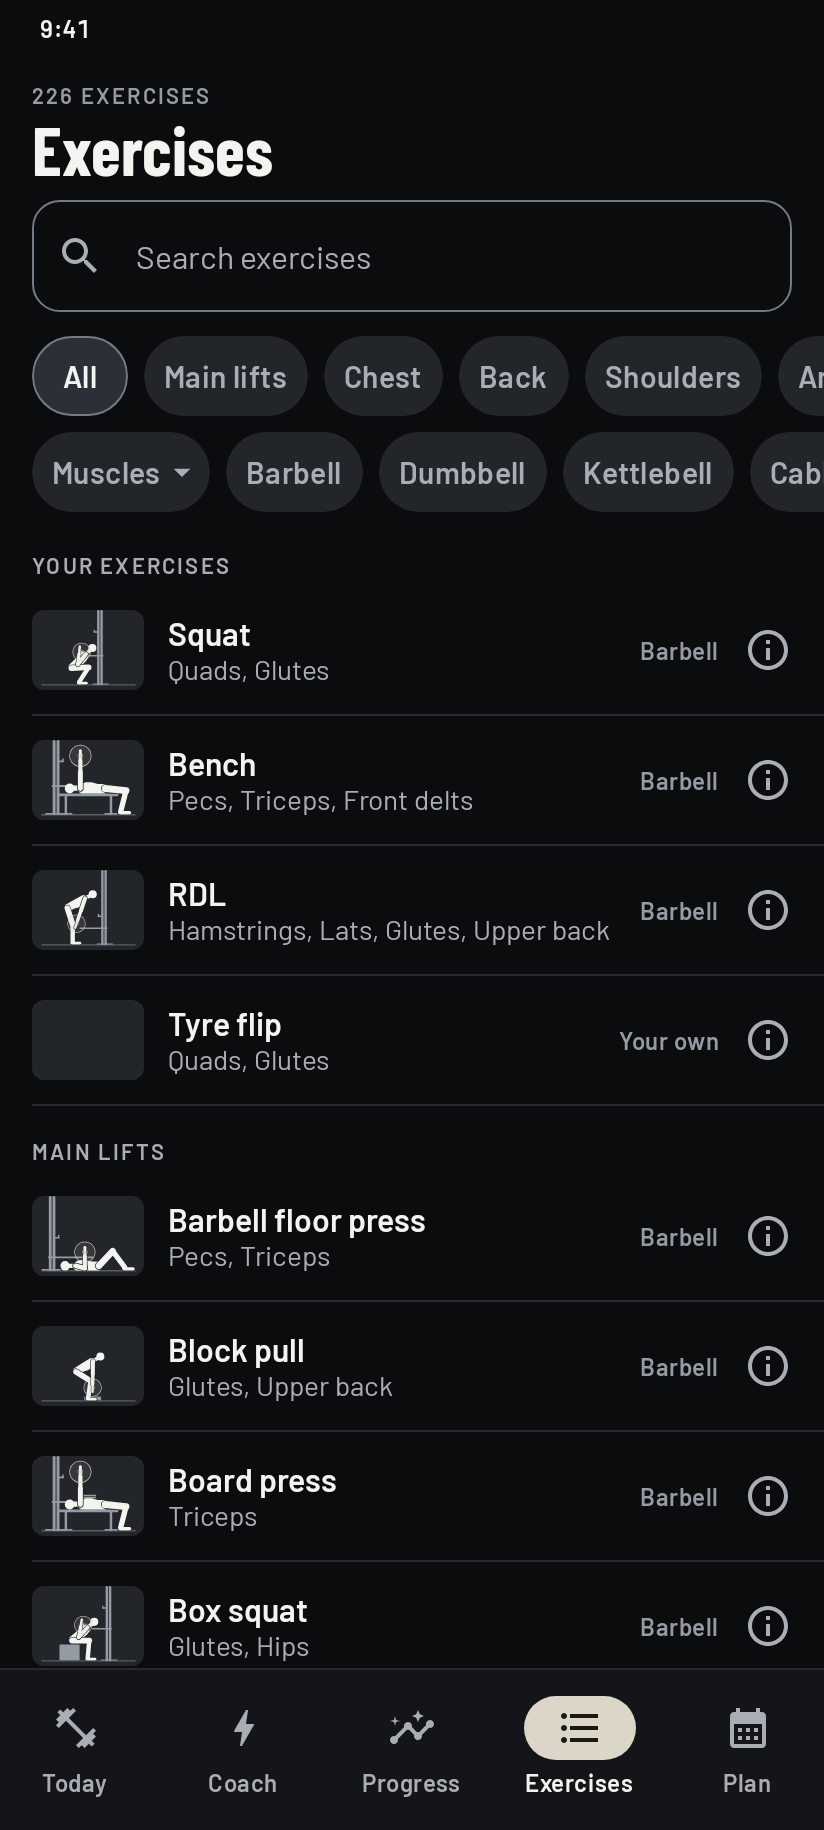 9:41
226 EXERCISES
Exercises
Search exercises
All Main lifts Chest Back Shoulders
Muscles Barbell Dumbbell Kettlebell
YOUR EXERCISES
Squat
Quads, Glutes
Barbell
Bench
Pecs, Triceps, Front delts
Barbell
RDL
Hamstrings, Lats, Glutes, Upper back
Barbell
Tyre flip
Quads, Glutes
Your own
MAIN LIFTS
Barbell floor press
Pecs, Triceps
Barbell
Block pull
Glutes, Upper back
Barbell
Board press
Triceps
Barbell
Box squat
Glutes, Hips
Barbell
Today Coach Progress Exercises Plan